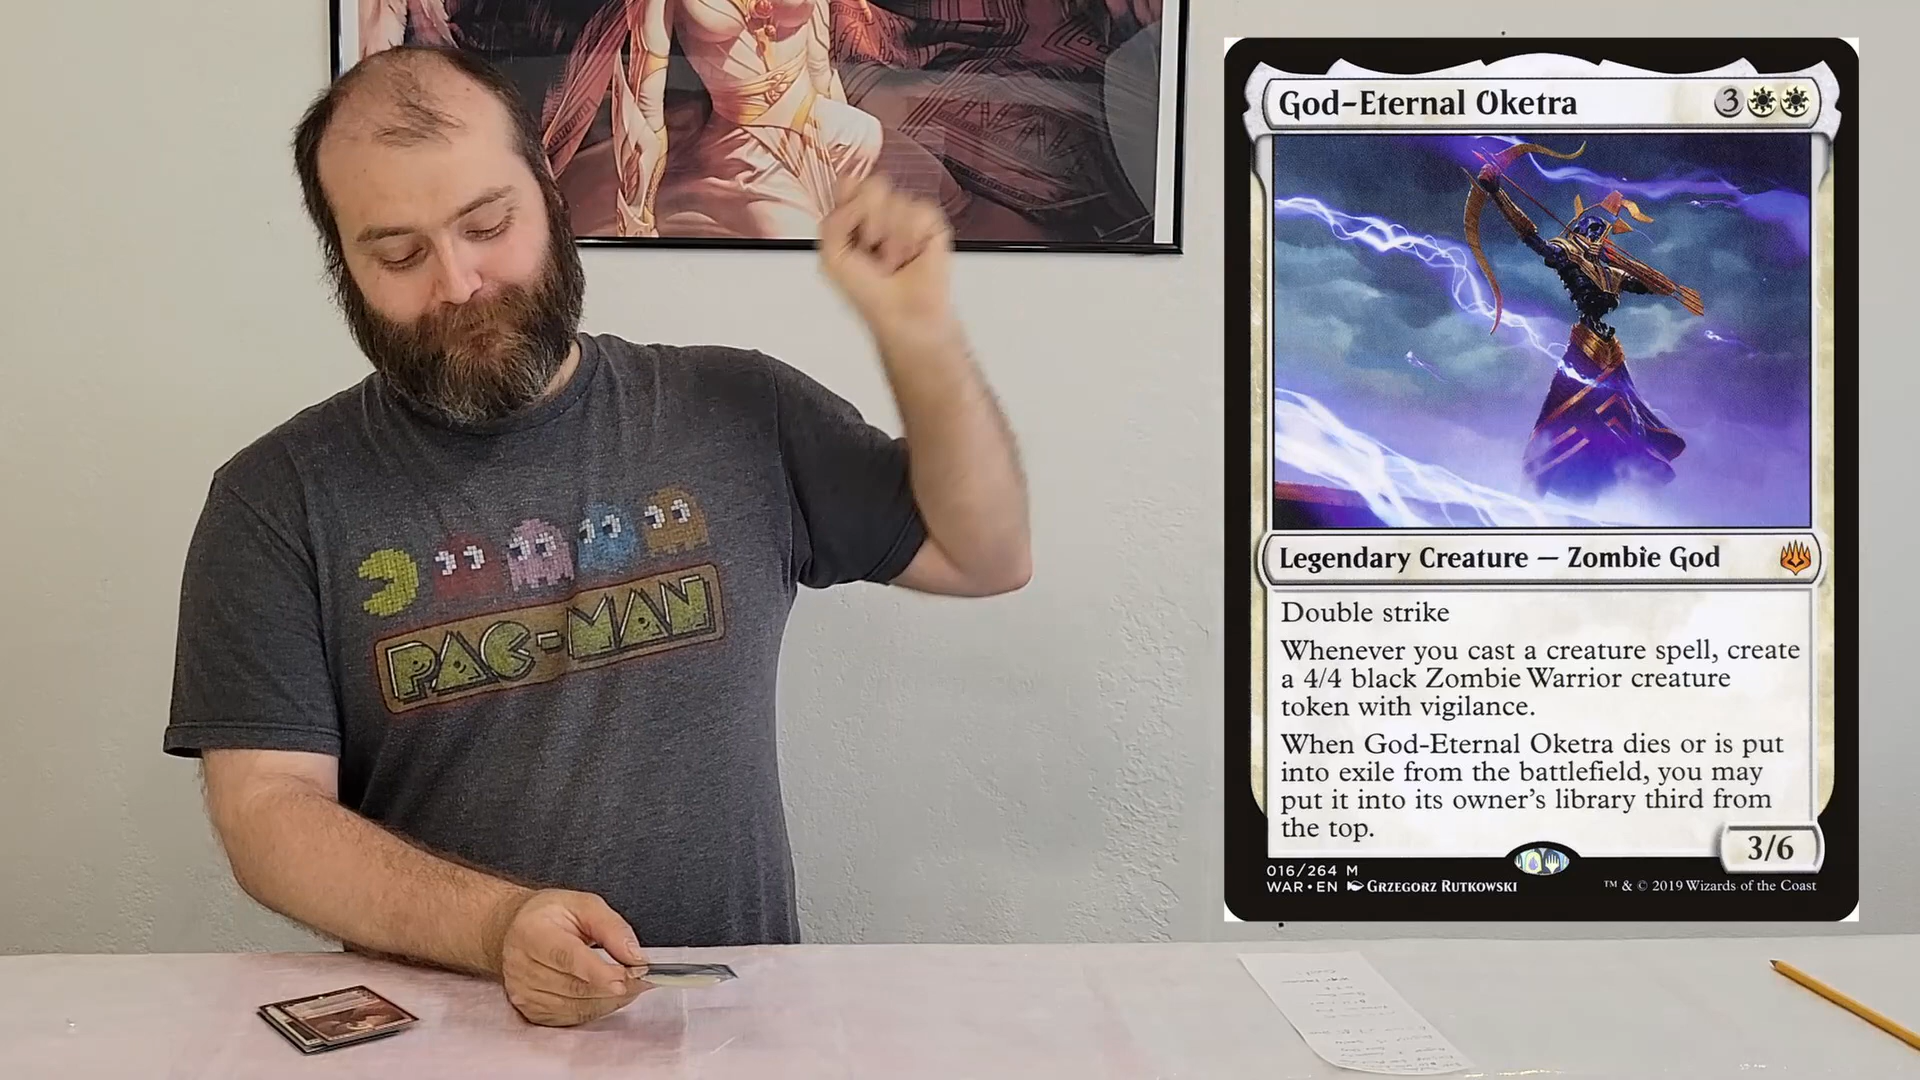 PAC-MAN
God-Eternal Oketra 3
Legendary Creature — Zombie God
Double strike
Whenever you cast a creature spell, create
a 4/4 black Zombie Warrior creature
token with vigilance.
When God-Eternal Oketra dies or is put
into exile from the battlefield, you may
put it into its owner's library third from
the top.
3/6
016/264 M
WAR • EN GRZEGORZ RUTKOWSKI
™ & © 2019 Wizards of the Coast